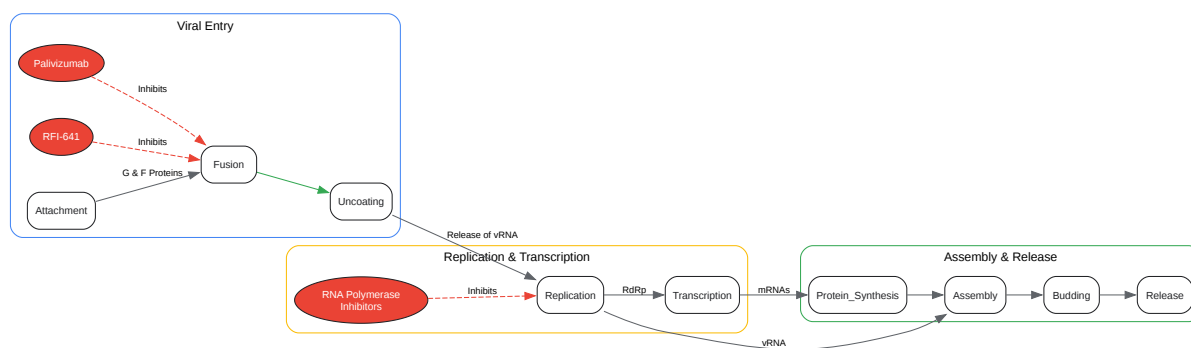 Viral Entry
Palivizumab
Inhibits
RFI-641
Inhibits
G & F Proteins
Fusion
Attachment
Uncoating
Release of vRNA
Replication & Transcription
RNA Polymerase
Inhibitors
Inhibits
Replication
RdRp
Transcription
mRNAs
vRNA
Assembly & Release
Protein_Synthesis
Assembly
Budding
Release